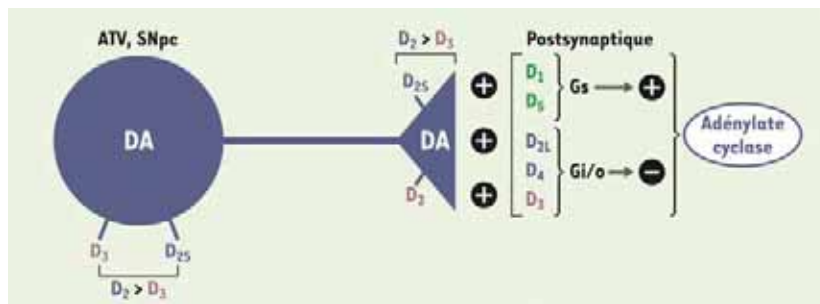 ATV, SNpc
DA
D3 D2S
D2 > D3
D2 > D3
D2S
DA
D3
Postsynaptique
+ D1
+ D5
+ D2L
D4
D3
Gs → +
Gi/o → −
Adénylate
cyclase